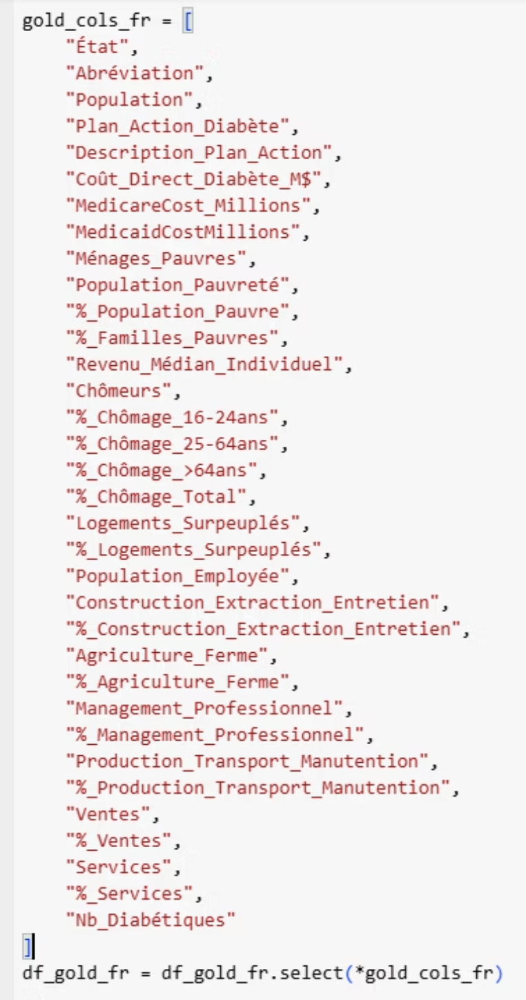 gold_cols_fr = [
    "État",
    "Abréviation",
    "Population",
    "Plan_Action_Diabète",
    "Description_Plan_Action",
    "Coût_Direct_Diabète_M$",
    "MedicareCost_Millions",
    "MedicaidCostMillions",
    "Ménages_Pauvres",
    "Population_Pauvreté",
    "%_Population_Pauvre",
    "%_Familles_Pauvres",
    "Revenu_Médian_Individuel",
    "Chômeurs",
    "%_Chômage_16-24ans",
    "%_Chômage_25-64ans",
    "%_Chômage_>64ans",
    "%_Chômage_Total",
    "Logements_Surpeuplés",
    "%_Logements_Surpeuplés",
    "Population_Employée",
    "Construction_Extraction_Entretien",
    "%_Construction_Extraction_Entretien",
    "Agriculture_Ferme",
    "%_Agriculture_Ferme",
    "Management_Professionnel",
    "%_Management_Professionnel",
    "Production_Transport_Manutention",
    "%_Production_Transport_Manutention",
    "Ventes",
    "%_Ventes",
    "Services",
    "%_Services",
    "Nb_Diabétiques"
]
df_gold_fr = df_gold_fr.select(*gold_cols_fr)